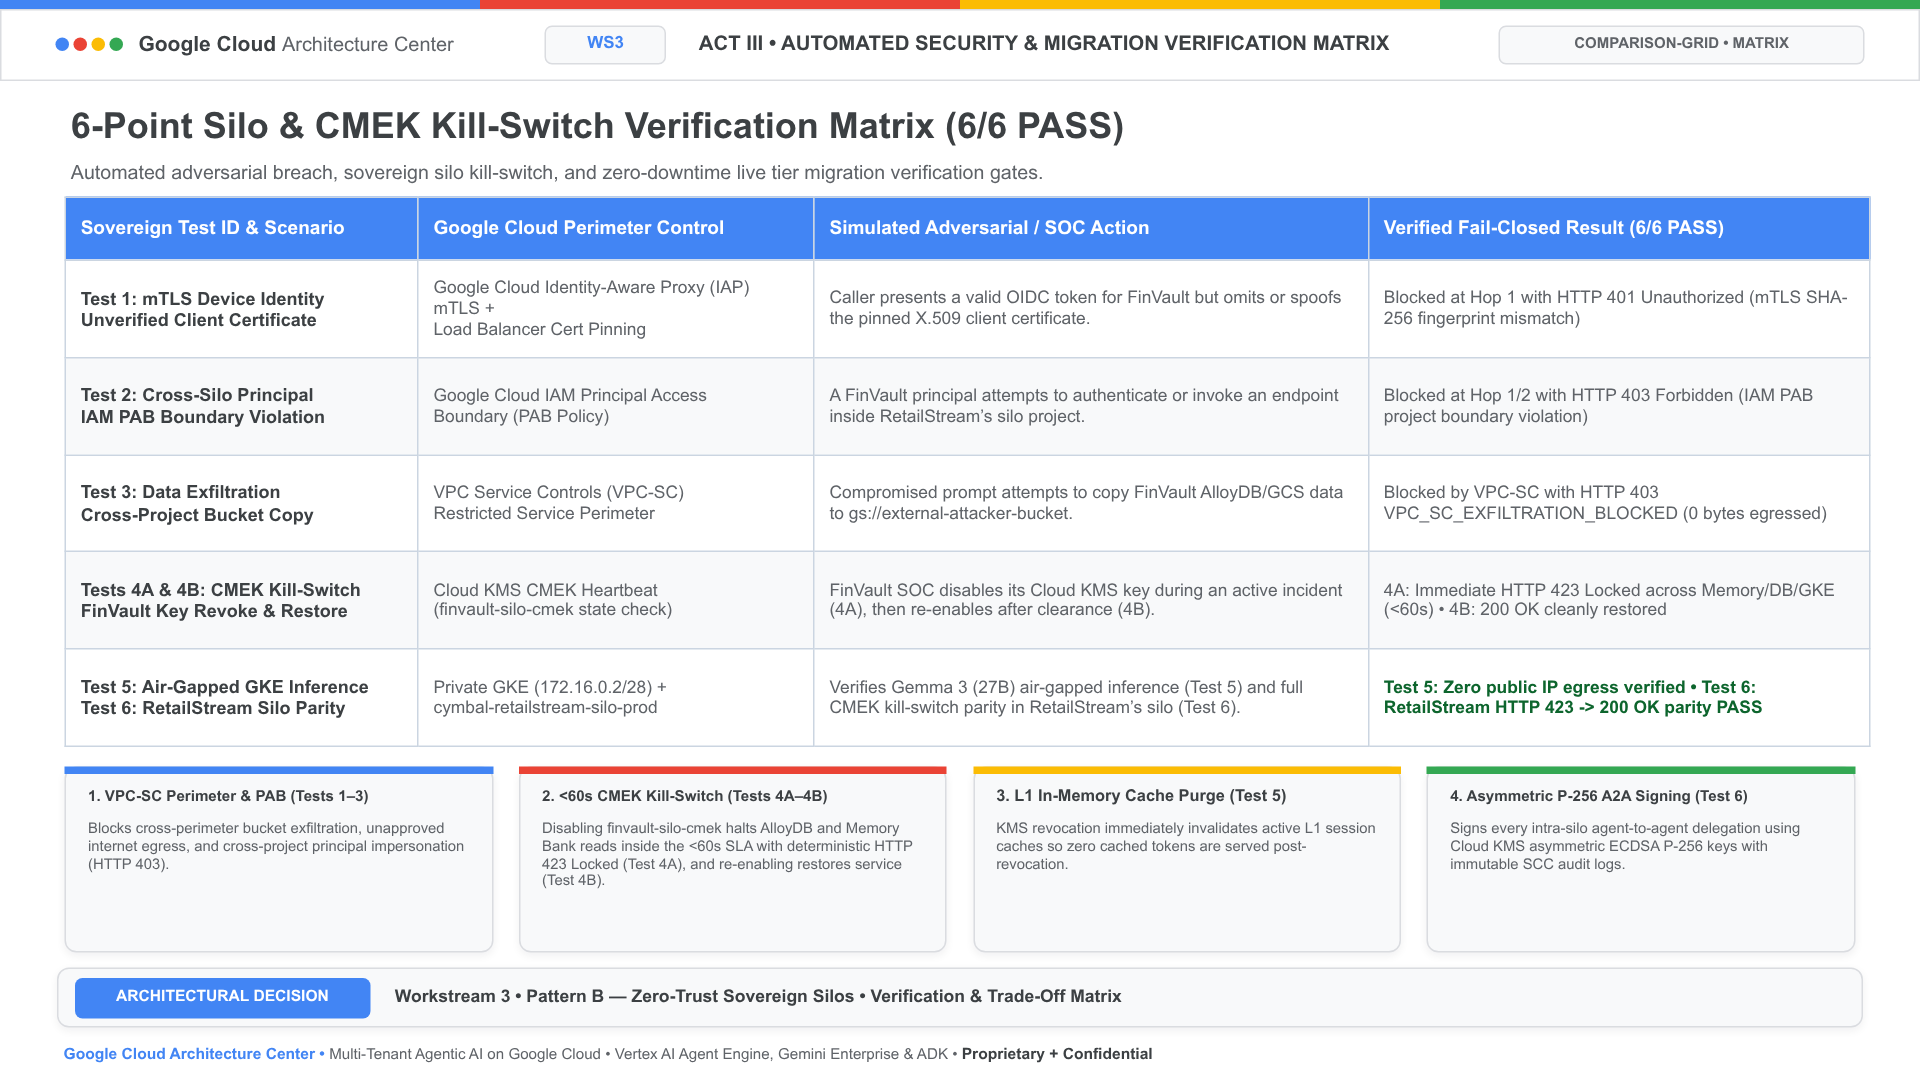 Google Cloud Architecture Center
WS3
ACT III • AUTOMATED SECURITY & MIGRATION VERIFICATION MATRIX
COMPARISON-GRID • MATRIX
6-Point Silo & CMEK Kill-Switch Verification Matrix (6/6 PASS)
Automated adversarial breach, sovereign silo kill-switch, and zero-downtime live tier migration verification gates.
Sovereign Test ID & Scenario
Google Cloud Perimeter Control
Simulated Adversarial / SOC Action
Verified Fail-Closed Result (6/6 PASS)
Test 1: mTLS Device Identity
Unverified Client Certificate
Google Cloud Identity-Aware Proxy (IAP)
mTLS +
Load Balancer Cert Pinning
Caller presents a valid OIDC token for FinVault but omits or spoofs
the pinned X.509 client certificate.
Blocked at Hop 1 with HTTP 401 Unauthorized (mTLS SHA-
256 fingerprint mismatch)
Test 2: Cross-Silo Principal
IAM PAB Boundary Violation
Google Cloud IAM Principal Access
Boundary (PAB Policy)
A FinVault principal attempts to authenticate or invoke an endpoint
inside RetailStream’s silo project.
Blocked at Hop 1/2 with HTTP 403 Forbidden (IAM PAB
project boundary violation)
Test 3: Data Exfiltration
Cross-Project Bucket Copy
VPC Service Controls (VPC-SC)
Restricted Service Perimeter
Compromised prompt attempts to copy FinVault AlloyDB/GCS data
to gs://external-attacker-bucket.
Blocked by VPC-SC with HTTP 403
VPC_SC_EXFILTRATION_BLOCKED (0 bytes egressed)
Tests 4A & 4B: CMEK Kill-Switch
FinVault Key Revoke & Restore
Cloud KMS CMEK Heartbeat
(finvault-silo-cmek state check)
FinVault SOC disables its Cloud KMS key during an active incident
(4A), then re-enables after clearance (4B).
4A: Immediate HTTP 423 Locked across Memory/DB/GKE
(<60s) • 4B: 200 OK cleanly restored
Test 5: Air-Gapped GKE Inference
Test 6: RetailStream Silo Parity
Private GKE (172.16.0.2/28) +
cymbal-retailstream-silo-prod
Verifies Gemma 3 (27B) air-gapped inference (Test 5) and full
CMEK kill-switch parity in RetailStream’s silo (Test 6).
Test 5: Zero public IP egress verified • Test 6:
RetailStream HTTP 423 -> 200 OK parity PASS
1. VPC-SC Perimeter & PAB (Tests 1–3)
Blocks cross-perimeter bucket exfiltration, unapproved
internet egress, and cross-project principal impersonation
(HTTP 403).
2. <60s CMEK Kill-Switch (Tests 4A–4B)
Disabling finvault-silo-cmek halts AlloyDB and Memory
Bank reads inside the <60s SLA with deterministic HTTP
423 Locked (Test 4A), and re-enabling restores service
(Test 4B).
3. L1 In-Memory Cache Purge (Test 5)
KMS revocation immediately invalidates active L1 session
caches so zero cached tokens are served post-
revocation.
4. Asymmetric P-256 A2A Signing (Test 6)
Signs every intra-silo agent-to-agent delegation using
Cloud KMS asymmetric ECDSA P-256 keys with
immutable SCC audit logs.
ARCHITECTURAL DECISION
Workstream 3 • Pattern B — Zero-Trust Sovereign Silos • Verification & Trade-Off Matrix
Google Cloud Architecture Center • Multi-Tenant Agentic AI on Google Cloud • Vertex AI Agent Engine, Gemini Enterprise & ADK • Proprietary + Confidential